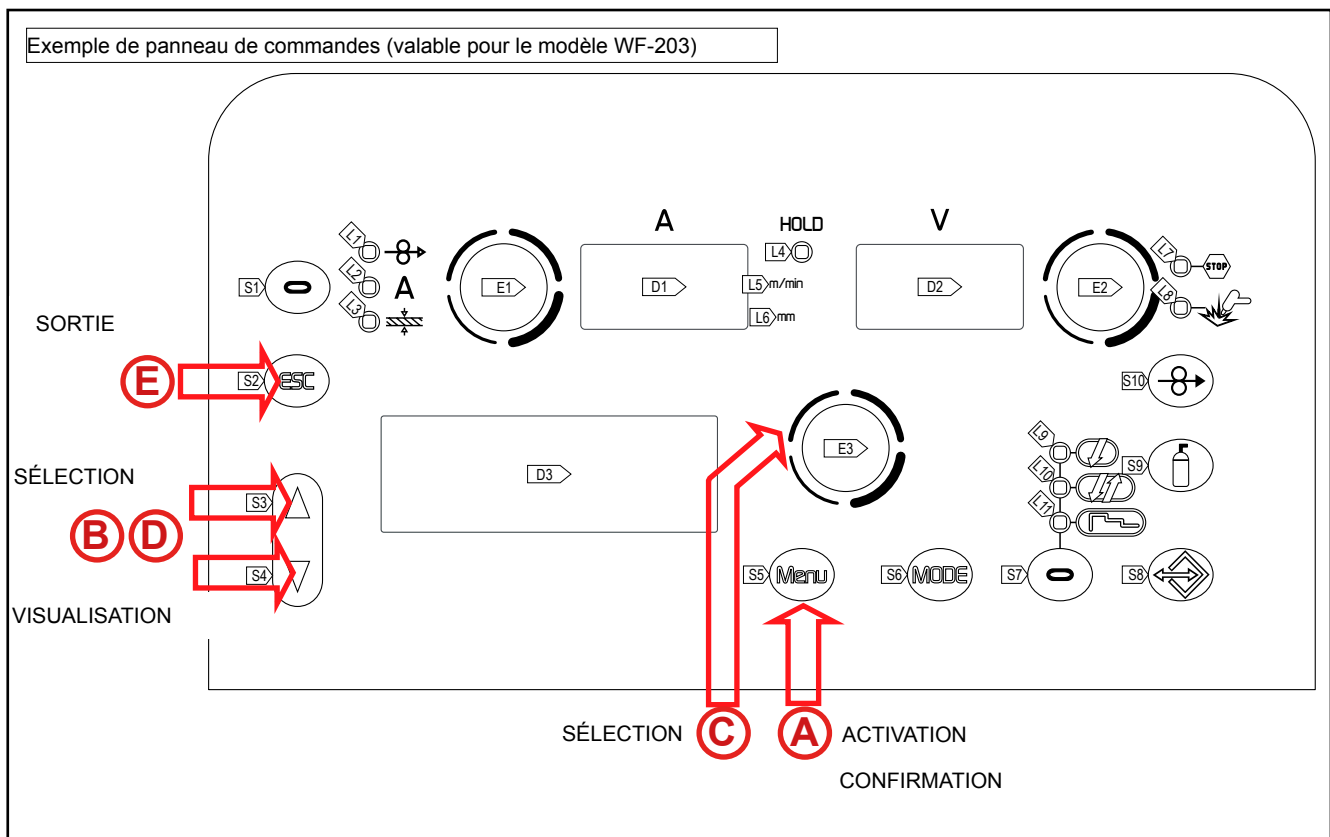 Exemple de panneau de commandes (valable pour le modèle WF-203)
A
HOLD
V
L1
L2
A
L3
S1
E1
D1
L4
L5 m/min
L6 mm
D2
E2
L7
STOP
L8
SORTIE
E
S2 ESC
S10
SÉLECTION
S3
B D
S4
VISUALISATION
D3
E3
L9
L10
L11
S9
S5 Menu
S6 MODE
S7
S8
SÉLECTION
C
A
ACTIVATION
CONFIRMATION